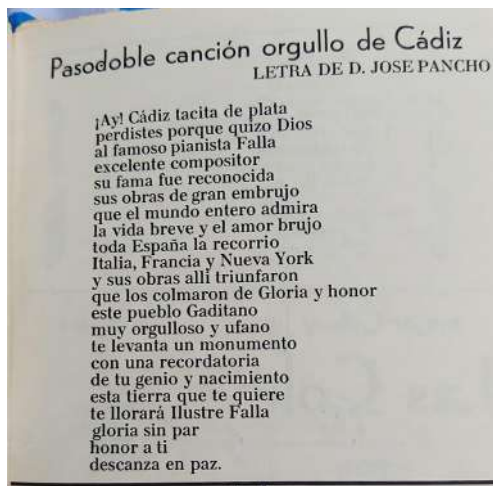 Pasodoble canción orgullo de Cádiz
LETRA DE D. JOSE PANCHO
¡Ay! Cádiz tacita de plata
perdistes porque quizo Dios
al famoso pianista Falla
excelente compositor
su fama fue reconocida
sus obras de gran embrujo
que el mundo entero admira
la vida breve y el amor brujo
toda España la recorrio
Italia, Francia y Nueva York
y sus obras alli triunfaron
que los colmaron de Gloria y honor
este pueblo Gaditano
muy orgulloso y ufano
te levanta un monumento
con una recordatoria
de tu genio y nacimiento
esta tierra que te quiere
te llorará Ilustre Falla
gloria sin par
honor a ti
descanza en paz.